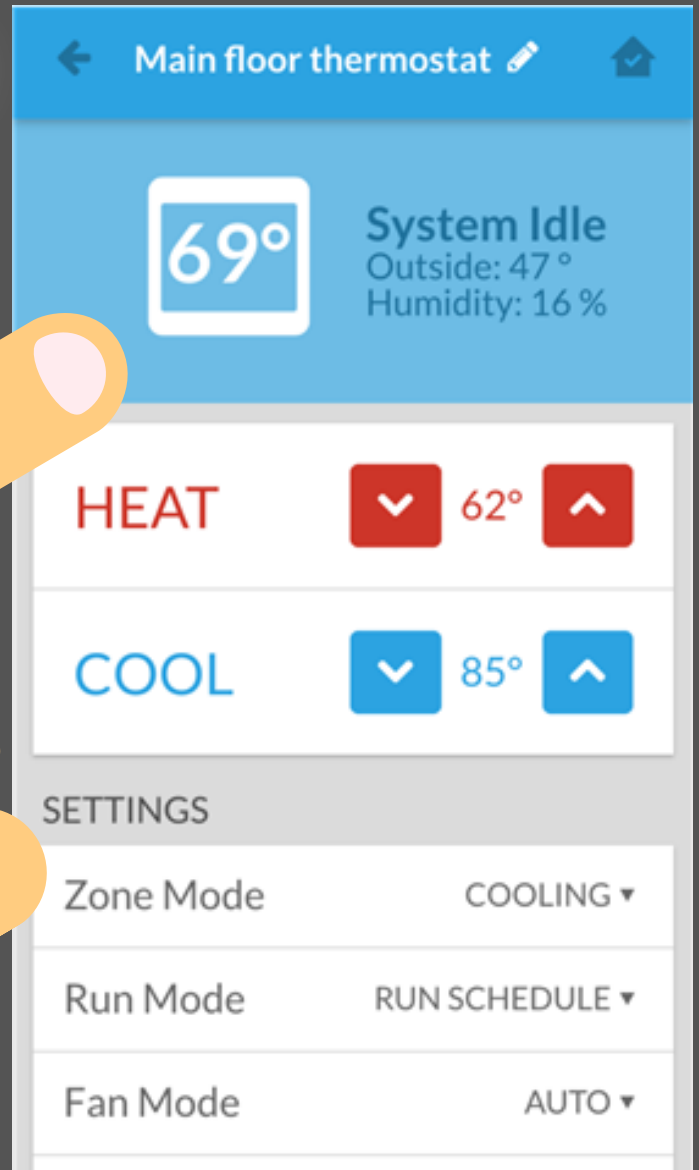 Main floor thermostat
69°
System Idle
Outside: 47 °
Humidity: 16 %
HEAT 62°
COOL 85°
SETTINGS
Zone Mode COOLING
Run Mode RUN SCHEDULE
Fan Mode AUTO